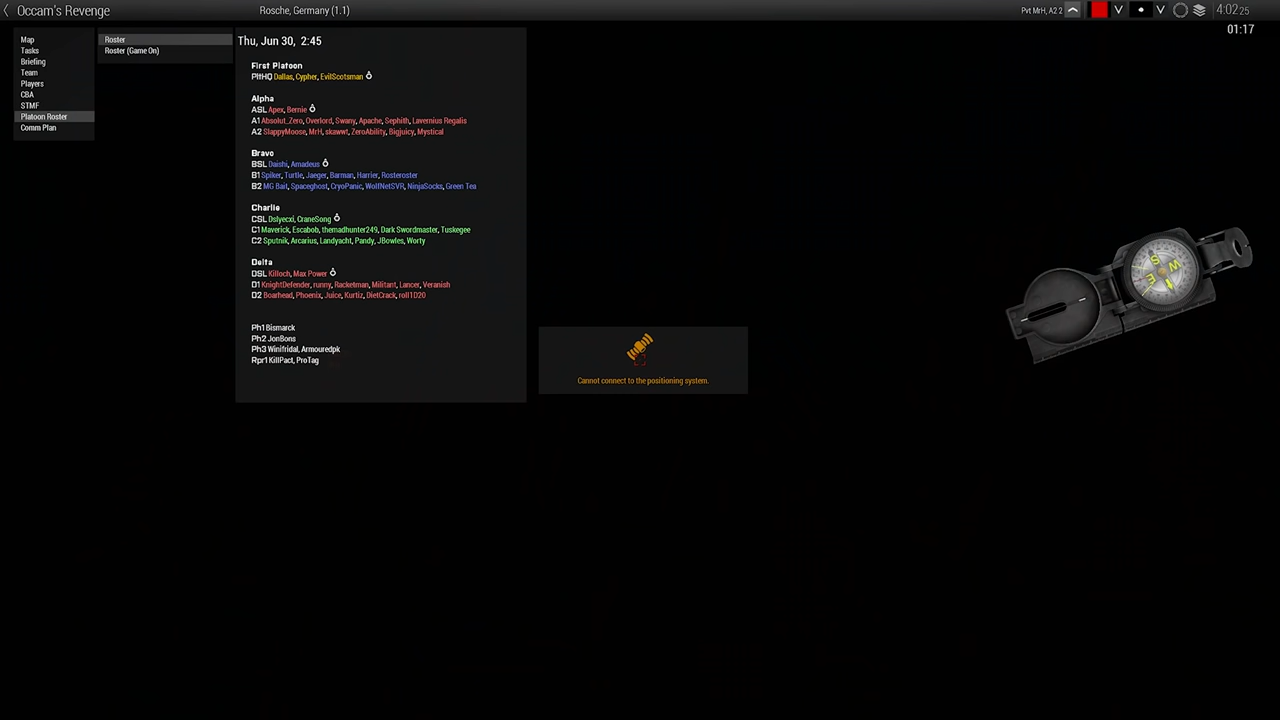 Occam's Revenge
Rosche, Germany (1.1)
Pvt MrH, A2 2
4:02 25
01:17
Map
Tasks
Briefing
Team
Players
CBA
STMF
Platoon Roster
Comm Plan
Roster
Roster (Game On)
Thu, Jun 30, 2:45
First Platoon
PltHQ Dallas, Cypher, EvilScotsman
Alpha
ASL Apex, Bernie
A1 Absolut_Zero, Overlord, Swany, Apache, Sephith, Lavernius Regalis
A2 SlappyMoose, MrH, skawwt, ZeroAbility, Bigjuicy, Mystical
Bravo
BSL Daishi, Amadeus
B1 Spiker, Turtle, Jaeger, Barman, Harrier, Rosteroster
B2 MG Bait, Spaceghost, CryoPanic, WolfNetSVR, NinjaSocks, Green Tea
Charlie
CSL Dslyecxi, CraneSong
C1 Maverick, Escabob, themadhunter249, Dark Swordmaster, Tuskegee
C2 Sputnik, Arcarius, Landyacht, Pandy, JBowles, Worty
Delta
DSL Killoch, Max Power
D1 KnightDefender, runny, Racketman, Militant, Lancer, Veranish
D2 Boarhead, Phoenix, Juice, Kurtiz, DietCrack, roll1D20
Ph1 Bismarck
Ph2 JonBons
Ph3 Winifridal, Armouredpk
Rpr1 KillPact, ProTag
Cannot connect to the positioning system.
S
W
E